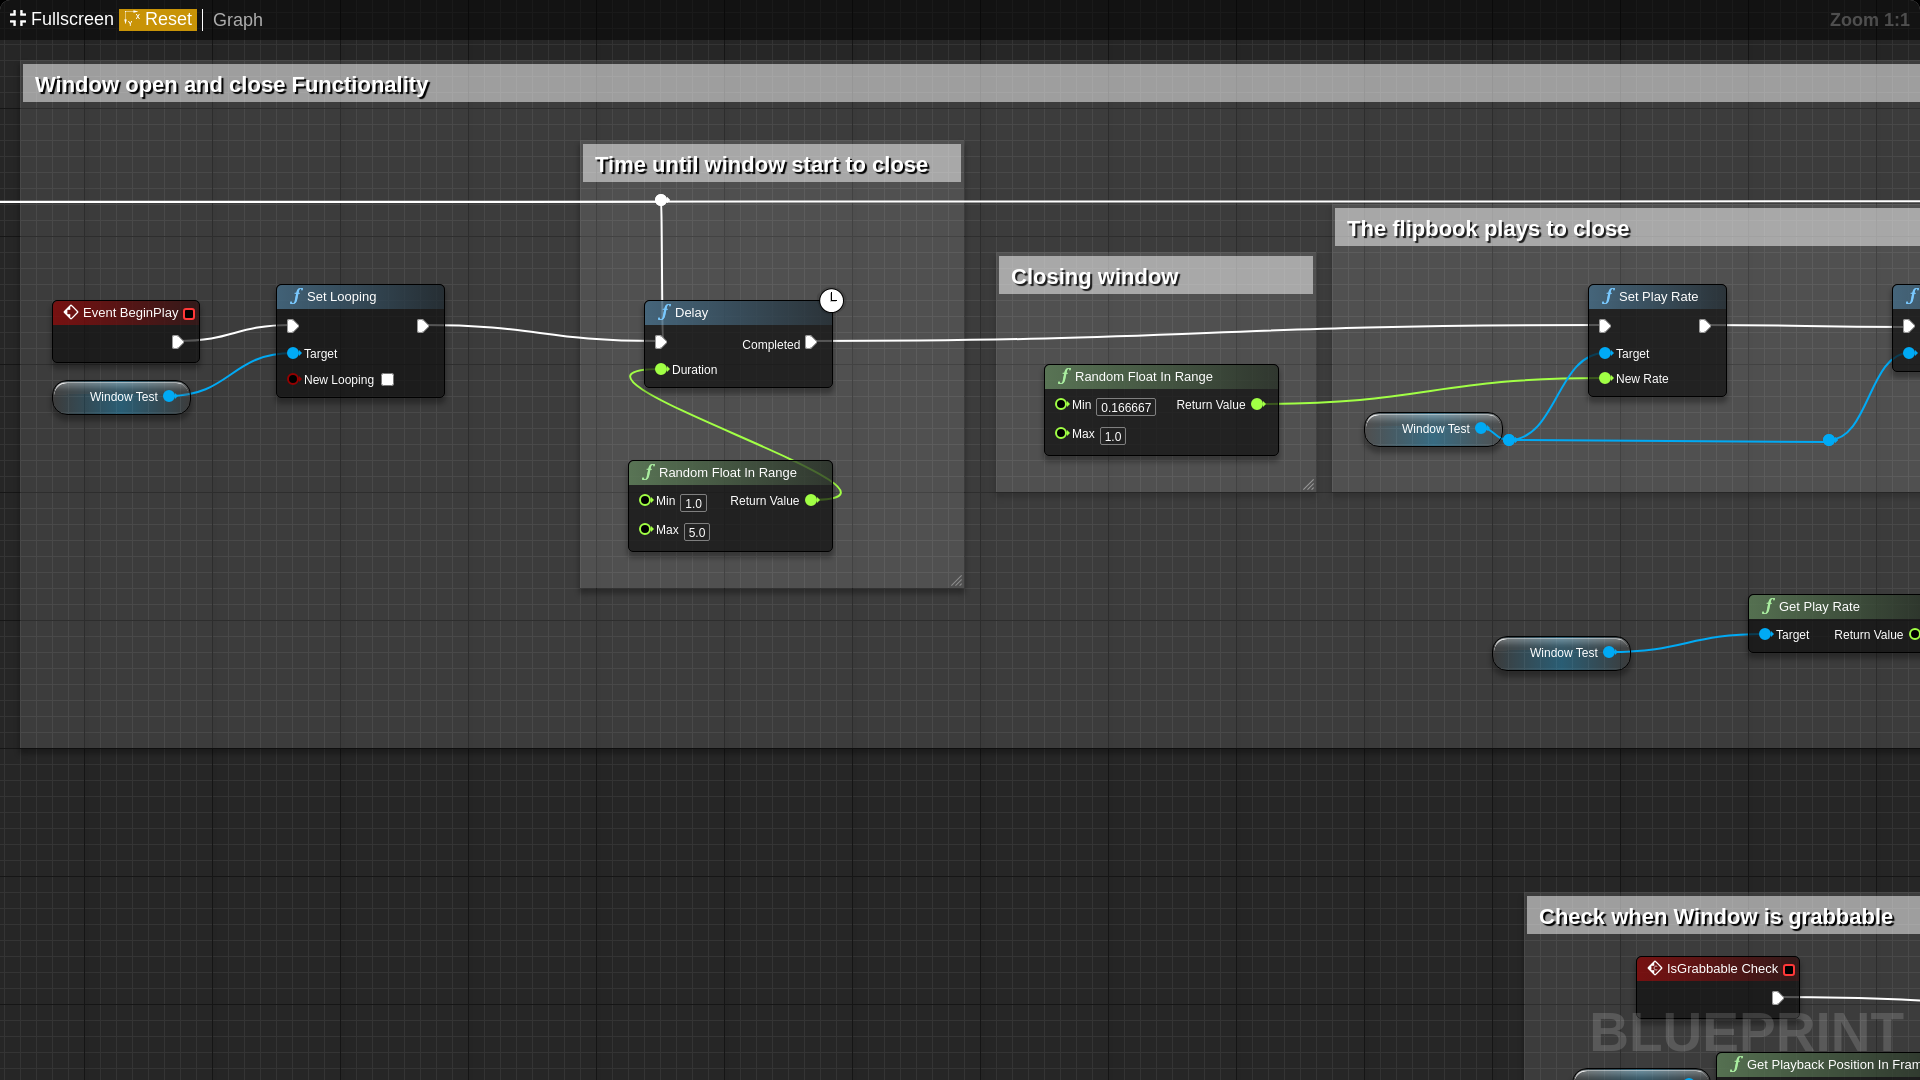 Fullscreen Reset Graph Zoom 1:1
Window open and close Functionality
Time until window start to close
The flipbook plays to close
Closing window
Event BeginPlay
Window Test
Set Looping
Target
New Looping
Delay
Completed
Duration
Random Float In Range
Min 1.0 Return Value
Max 5.0
Random Float In Range
Min 0.166667 Return Value
Max 1.0
Window Test
Set Play Rate
Target
New Rate
Window Test
Get Play Rate
Target Return Value
Check when Window is grabbable
IsGrabbable Check
BLUEPRINT
Get Playback Position In Fram